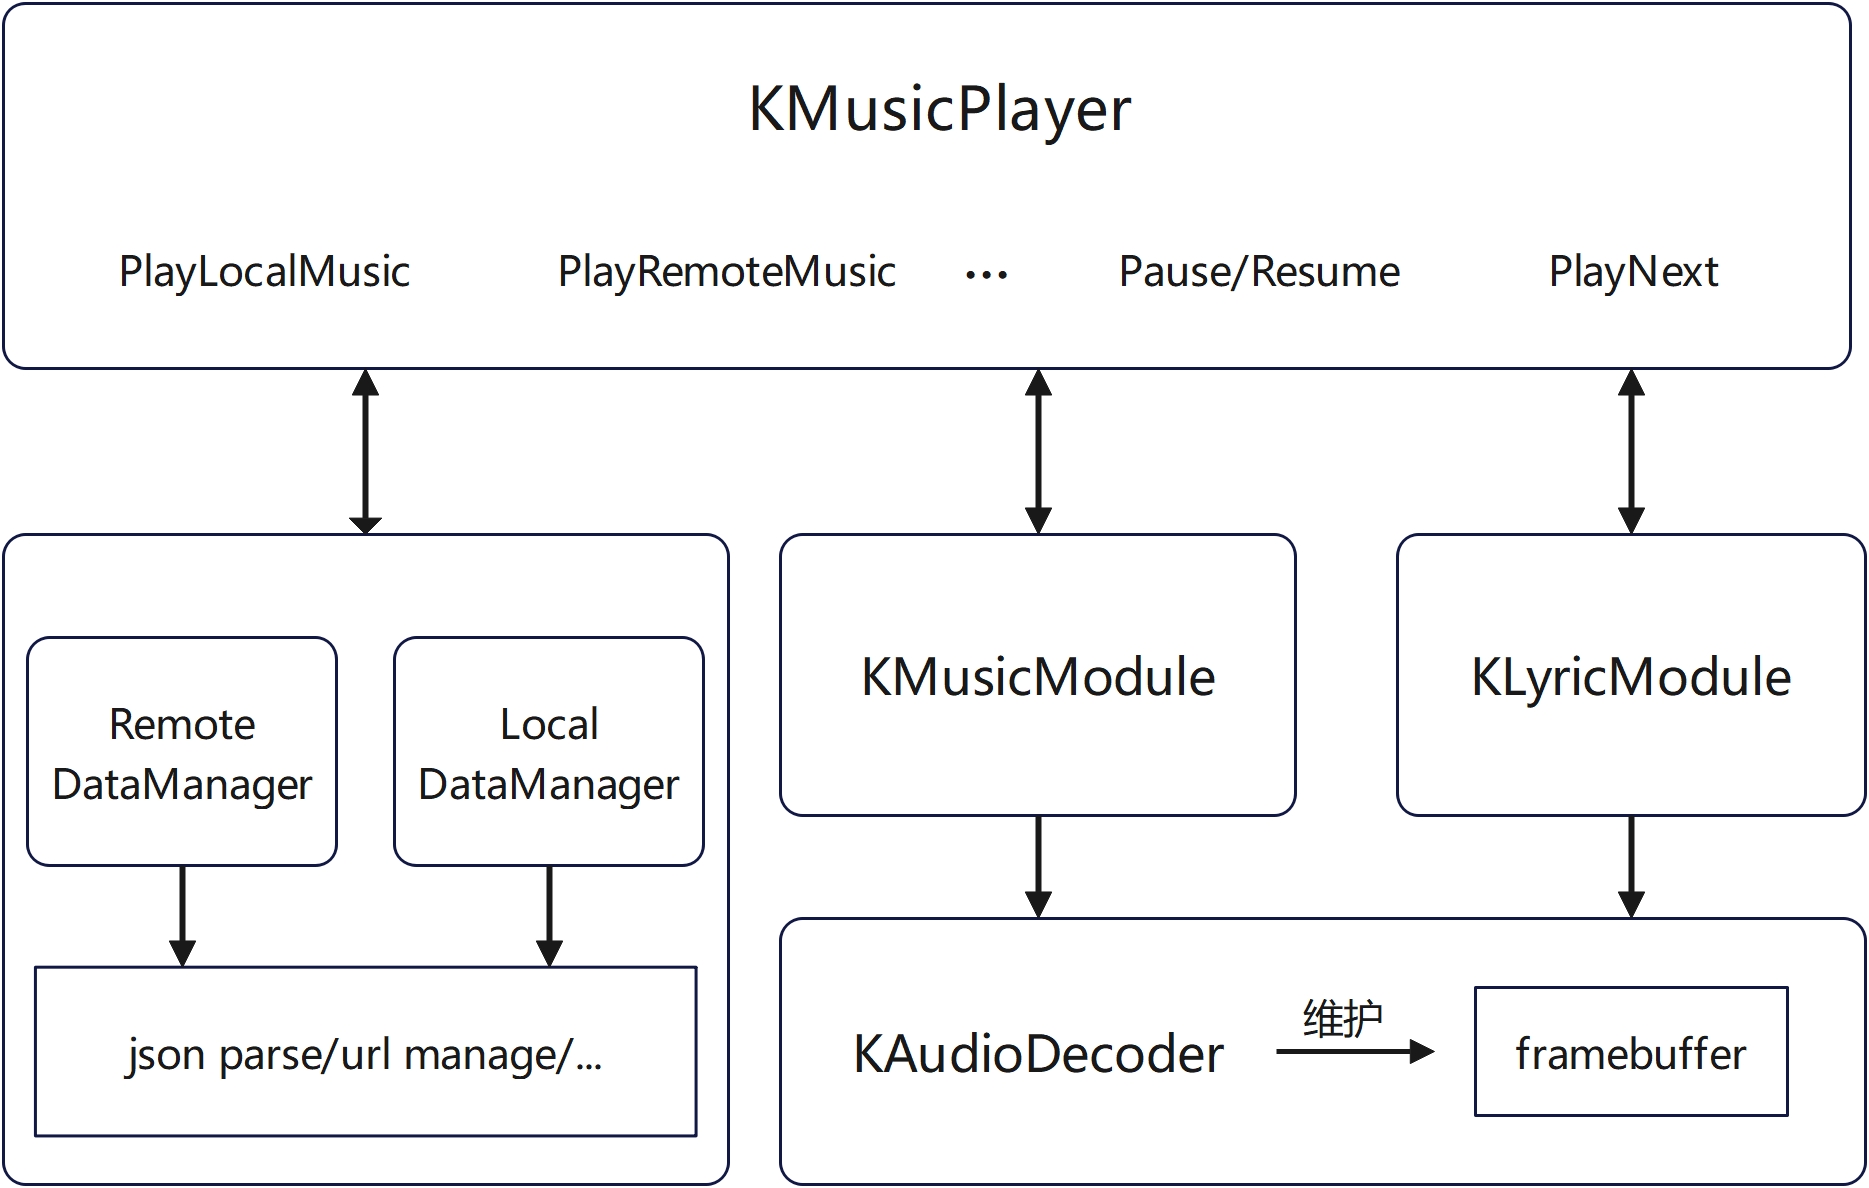 KMusicPlayer
PlayLocalMusic PlayRemoteMusic ••• Pause/Resume PlayNext
Remote
DataManager
Local
DataManager
json parse/url manage/...
KMusicModule
KLyricModule
KAudioDecoder
维护
framebuffer